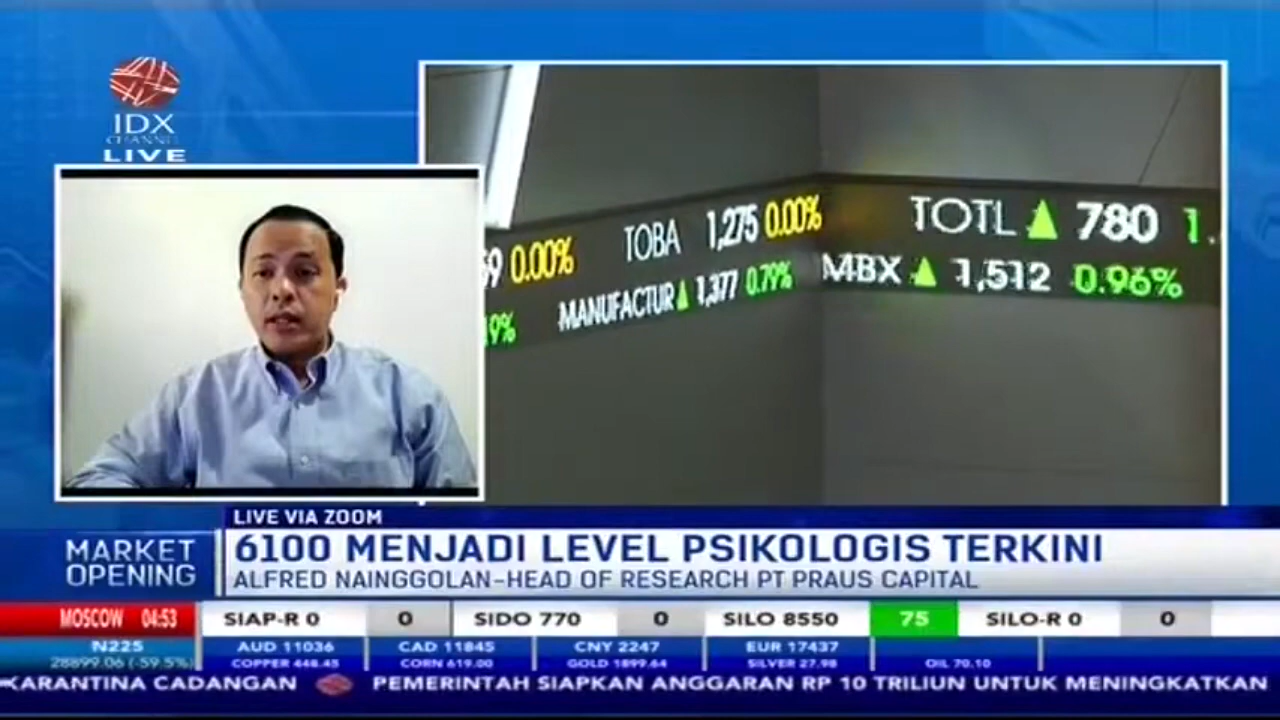 IDX
CHANNEL
LIVE
59 0.00%
TOBA 1,275 0.00%
TOTL ▲ 780 1.
19%
MANUFACTUR ▲ 1,377 0.79%
MBX ▲ 1,512 0.96%
LIVE VIA ZOOM
MARKET
OPENING
6100 MENJADI LEVEL PSIKOLOGIS TERKINI
ALFRED NAINGGOLAN-HEAD OF RESEARCH PT PRAUS CAPITAL
MOSCOW 04:53
SIAP-R 0 0 SIDO 770 0 SILO 8550 75 SILO-R 0 0
N225
28899.06 (-59.5%)
AUD 11036 CAD 11845 CNY 2247 EUR 17437
COPPER 448.45 CORN 619.00 GOLD 1899.64 SILVER 27.98 OIL 70.10
KARANTINA CADANGAN PEMERINTAH SIAPKAN ANGGARAN RP 10 TRILIUN UNTUK MENINGKATKAN